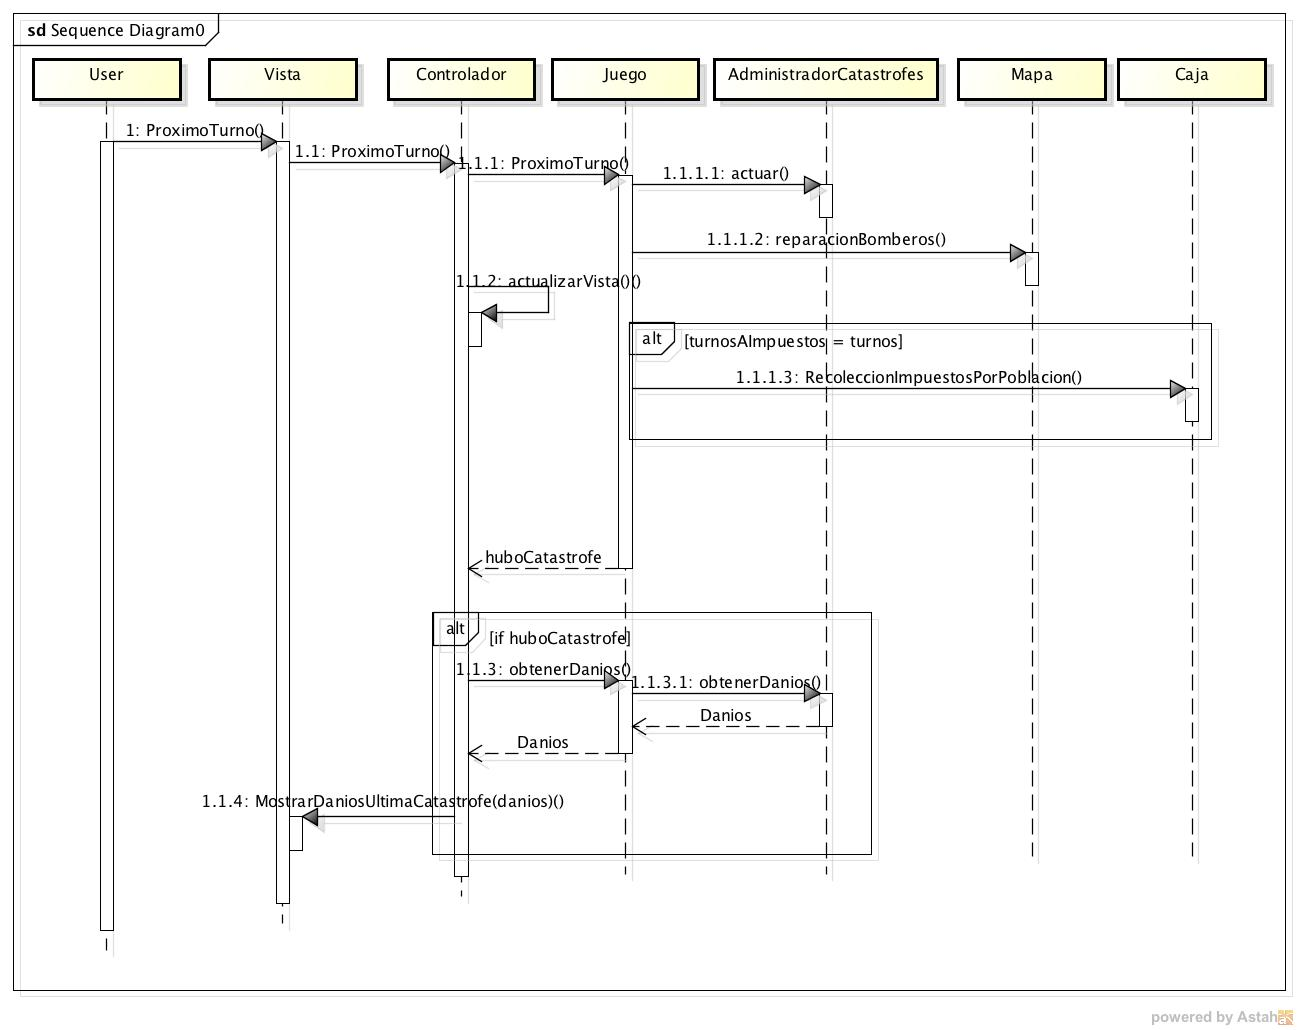 sd Sequence Diagram0
User
Vista
Controlador
Juego
AdministradorCatastrofes
Mapa
Caja
1: ProximoTurno()
1.1: ProximoTurno()
1.1.1: ProximoTurno()
1.1.1.1: actuar()
1.1.1.2: reparacionBomberos()
1.1.2: actualizarVista()()
alt
[turnosAImpuestos = turnos]
1.1.1.3: RecoleccionImpuestosPorPoblacion()
huboCatastrofe
alt
[if huboCatastrofe]
1.1.3: obtenerDanios()
1.1.3.1: obtenerDanios()
Danios
Danios
1.1.4: MostrarDaniosUltimaCatastrofe(danios)()
powered by Astah